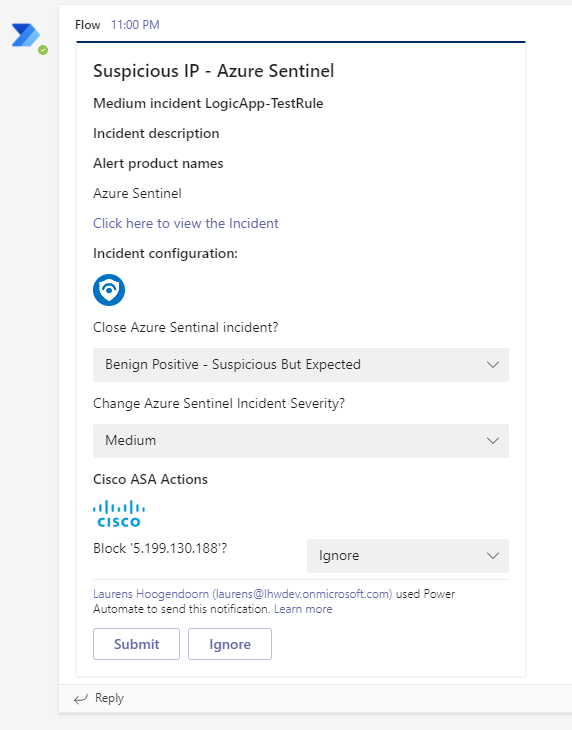 Flow 11:00 PM
Suspicious IP - Azure Sentinel
Medium incident LogicApp-TestRule
Incident description
Alert product names
Azure Sentinel
Click here to view the Incident
Incident configuration:
Close Azure Sentinal incident?
Benign Positive - Suspicious But Expected
Change Azure Sentinel Incident Severity?
Medium
Cisco ASA Actions
CISCO
Block '5.199.130.188'? Ignore
Laurens Hoogendoorn (laurens@lhwdev.onmicrosoft.com) used Power
Automate to send this notification. Learn more
Submit Ignore
Reply